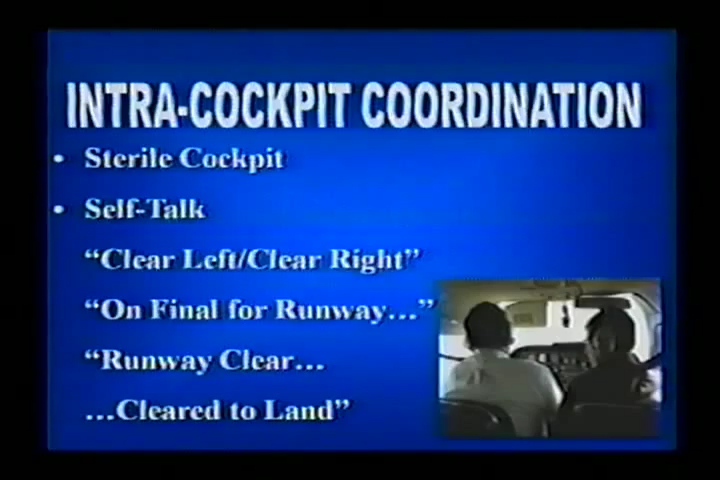 INTRA-COCKPIT COORDINATION
• Sterile Cockpit
• Self-Talk
“Clear Left/Clear Right”
“On Final for Runway...”
“Runway Clear...
...Cleared to Land”